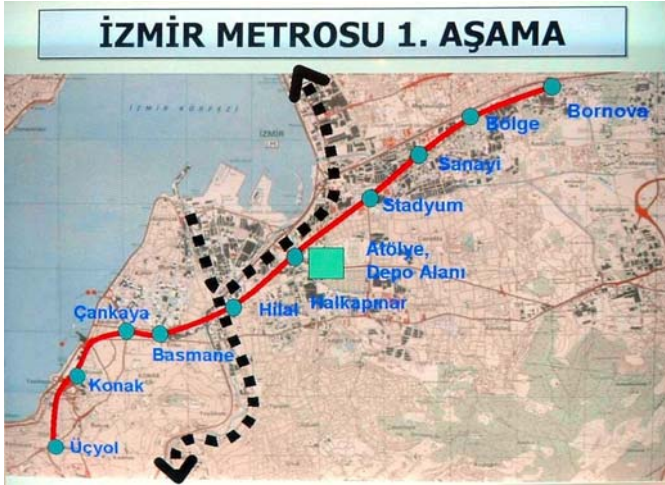 İZMİR METROSU 1. AŞAMA
İZMİR KÖRFEZİ
İZMİR
Bornova
Bölge
Sanayi
Stadyum
Atölye,
Depo Alanı
Halkapınar
Hilal
Çankaya
Basmane
Konak
Üçyol